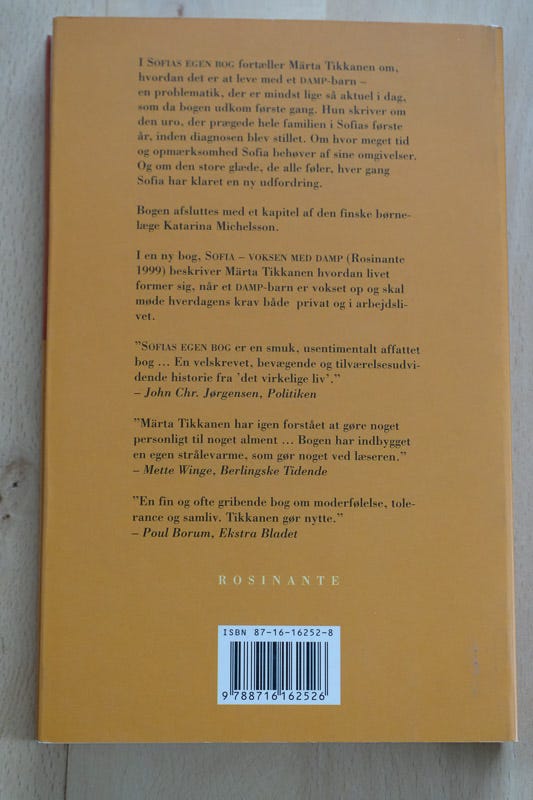 I SOFIAS EGEN BOG fortæller Märta Tikkanen om,
hvordan det er at leve med et DAMP-barn –
en problematik, der er mindst lige så aktuel i dag,
som da bogen udkom første gang. Hun skriver om
den uro, der prægede hele familien i Sofias første
år, inden diagnosen blev stillet. Om hvor meget tid
og opmærksomhed Sofia behøver af sine omgivelser.
Og om den store glæde, de alle føler, hver gang
Sofia har klaret en ny udfordring.
Bogen afsluttes med et kapitel af den finske børne-
læge Katarina Michelsson.
I en ny bog, SOFIA – VOKSEN MED DAMP (Rosinante
1999) beskriver Märta Tikkanen hvordan livet
former sig, når et DAMP-barn er vokset op og skal
møde hverdagens krav både privat og i arbejdsli-
vet.
”SOFIAS EGEN BOG er en smuk, usentimentalt affattet
bog ... En velskrevet, bevægende og tilværelsesudvi-
dende historie fra ’det virkelige liv’.”
– John Chr. Jørgensen, Politiken
”Märta Tikkanen har igen forstået at gøre noget
personligt til noget alment ... Bogen har indbygget
en egen strålevarme, som gør noget ved læseren.”
– Mette Winge, Berlingske Tidende
”En fin og ofte gribende bog om moderfølelse, tole-
rance og samliv. Tikkanen gør nytte.”
– Poul Borum, Ekstra Bladet
ROSINANTE
ISBN 87-16-16252-8
9 788716 162526